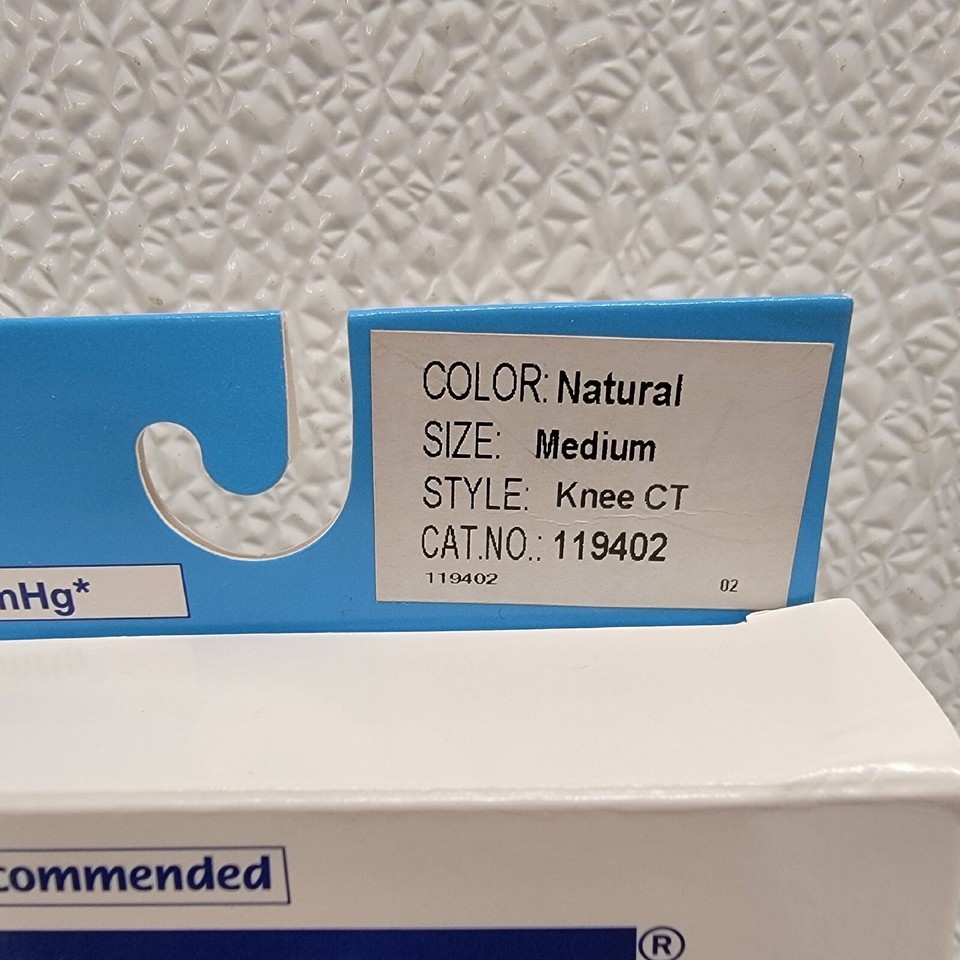 COLOR: Natural
SIZE: Medium
STYLE: Knee CT
CAT.NO.: 119402
119402 02
mHg*
commended
®